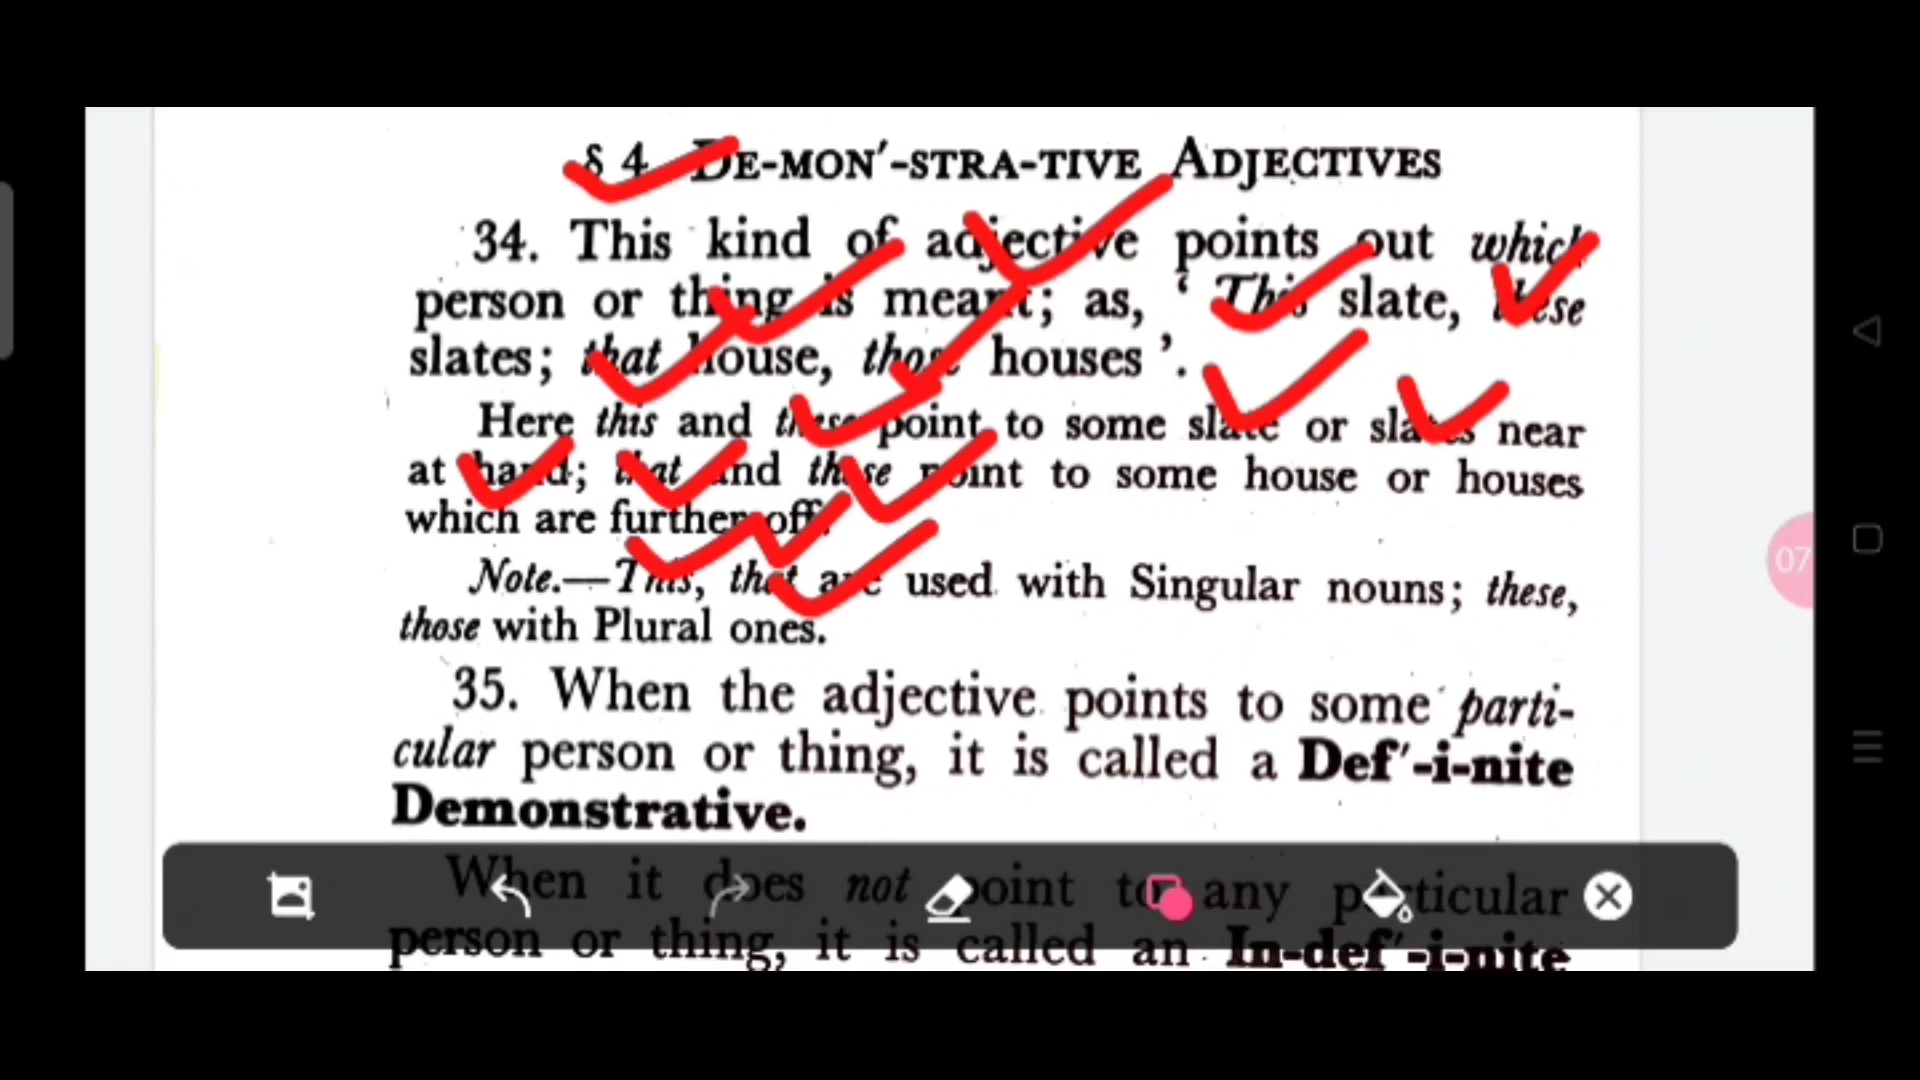 § 4 DE-MON'-STRA-TIVE ADJECTIVES
34. This kind of adjective points out which
person or thing is meant; as, ‘ This slate, these
slates; that house, those houses ’.
Here this and these point to some slate or slates near
at hand; that and those point to some house or houses
which are further off.
Note.—This, that are used with Singular nouns; these,
those with Plural ones.
35. When the adjective points to some parti-
cular person or thing, it is called a Def'-i-nite
Demonstrative.
When it does not point to any particular
person or thing, it is called an In-def'-i-nite
07